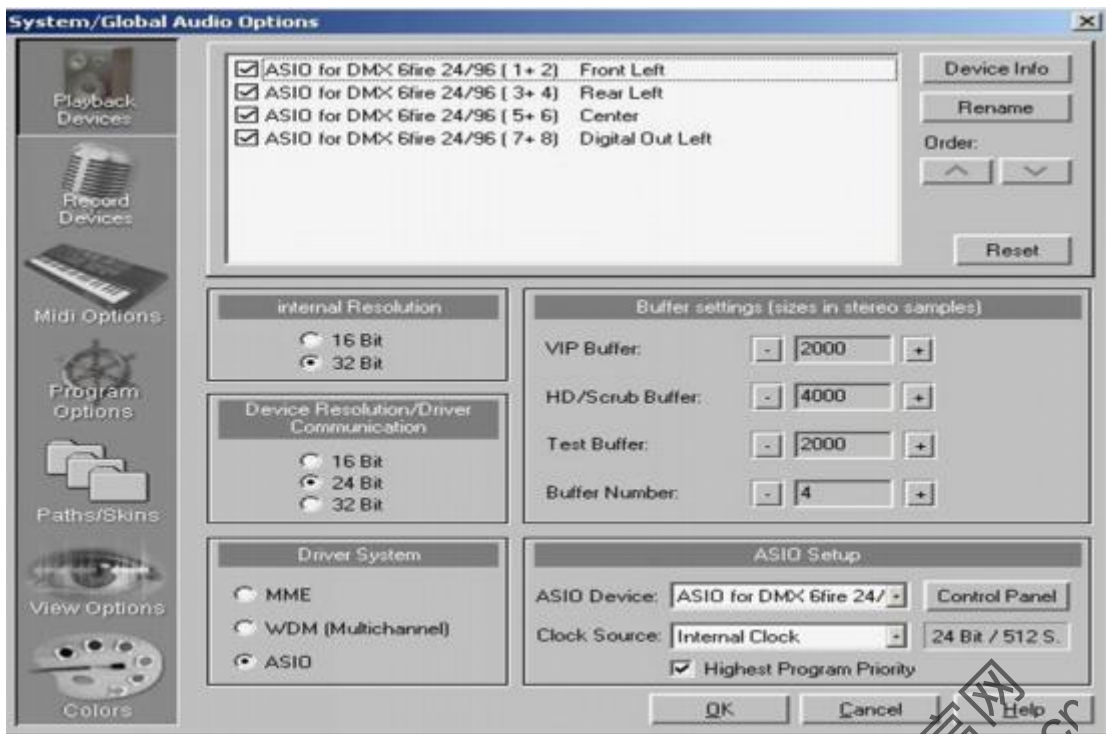 System/Global Audio Options
Playback
Devices
Record
Devices
Midi Options
Program
Options
Paths/Skins
View Options
Colors
ASIO for DMX 6fire 24/96 ( 1+ 2) Front Left
ASIO for DMX 6fire 24/96 ( 3+ 4) Rear Left
ASIO for DMX 6fire 24/96 ( 5+ 6) Center
ASIO for DMX 6fire 24/96 ( 7+ 8) Digital Out Left
Device Info
Rename
Order:
Reset
internal Resolution
16 Bit
32 Bit
Device Resolution/Driver
Communication
16 Bit
24 Bit
32 Bit
Driver System
MME
WDM (Multichannel)
ASIO
Buffer settings (sizes in stereo samples)
VIP Buffer: - 2000 +
HD/Scrub Buffer: - 4000 +
Test Buffer: - 2000 +
Buffer Number: - 4 +
ASIO Setup
ASIO Device: ASIO for DMX 6fire 24/ Control Panel
Clock Source: Internal Clock 24 Bit / 512 S.
Highest Program Priority
OK Cancel Help